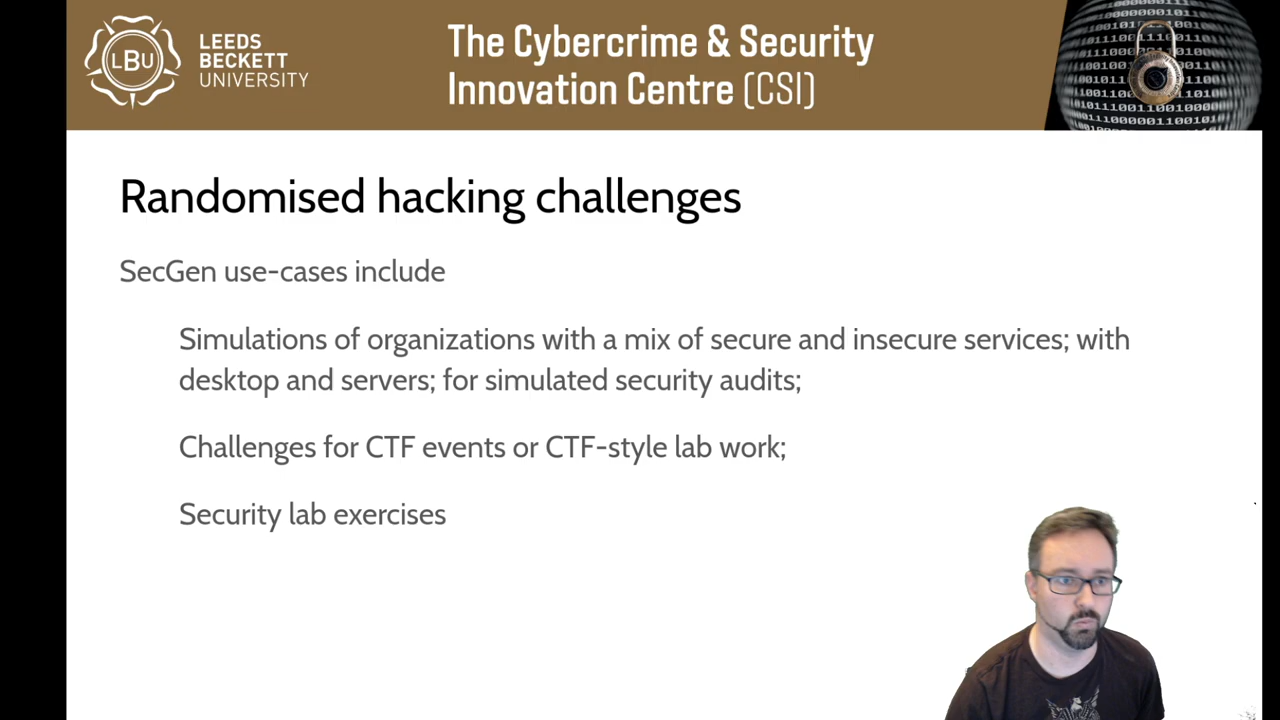 LBU
LEEDS
BECKETT
UNIVERSITY
The Cybercrime & Security
Innovation Centre (CSI)
Randomised hacking challenges
SecGen use-cases include
Simulations of organizations with a mix of secure and insecure services; with
desktop and servers; for simulated security audits;
Challenges for CTF events or CTF-style lab work;
Security lab exercises